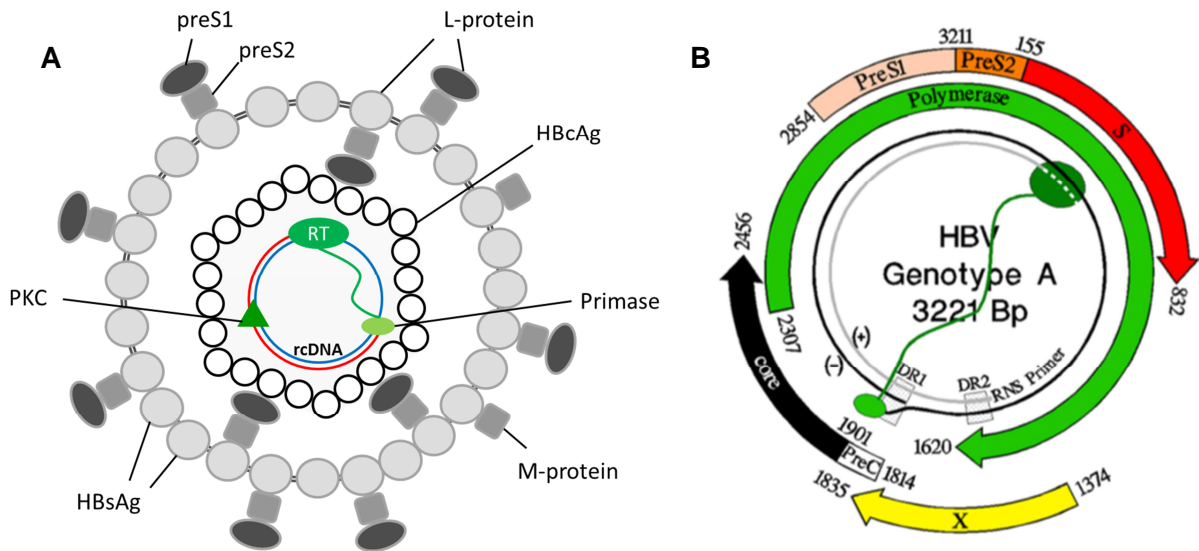 A
preS1
preS2
L-protein
HBcAg
RT
PKC
Primase
rcDNA
HBsAg
M-protein
B
3211
155
PreS1
PreS2
2854
Polymerase
S
2456
HBV
Genotype A
3221 Bp
832
2307
(+)
(-)
core
DR1
DR2
RNS Primer
1901
1620
PreC
1814
1835
1374
X